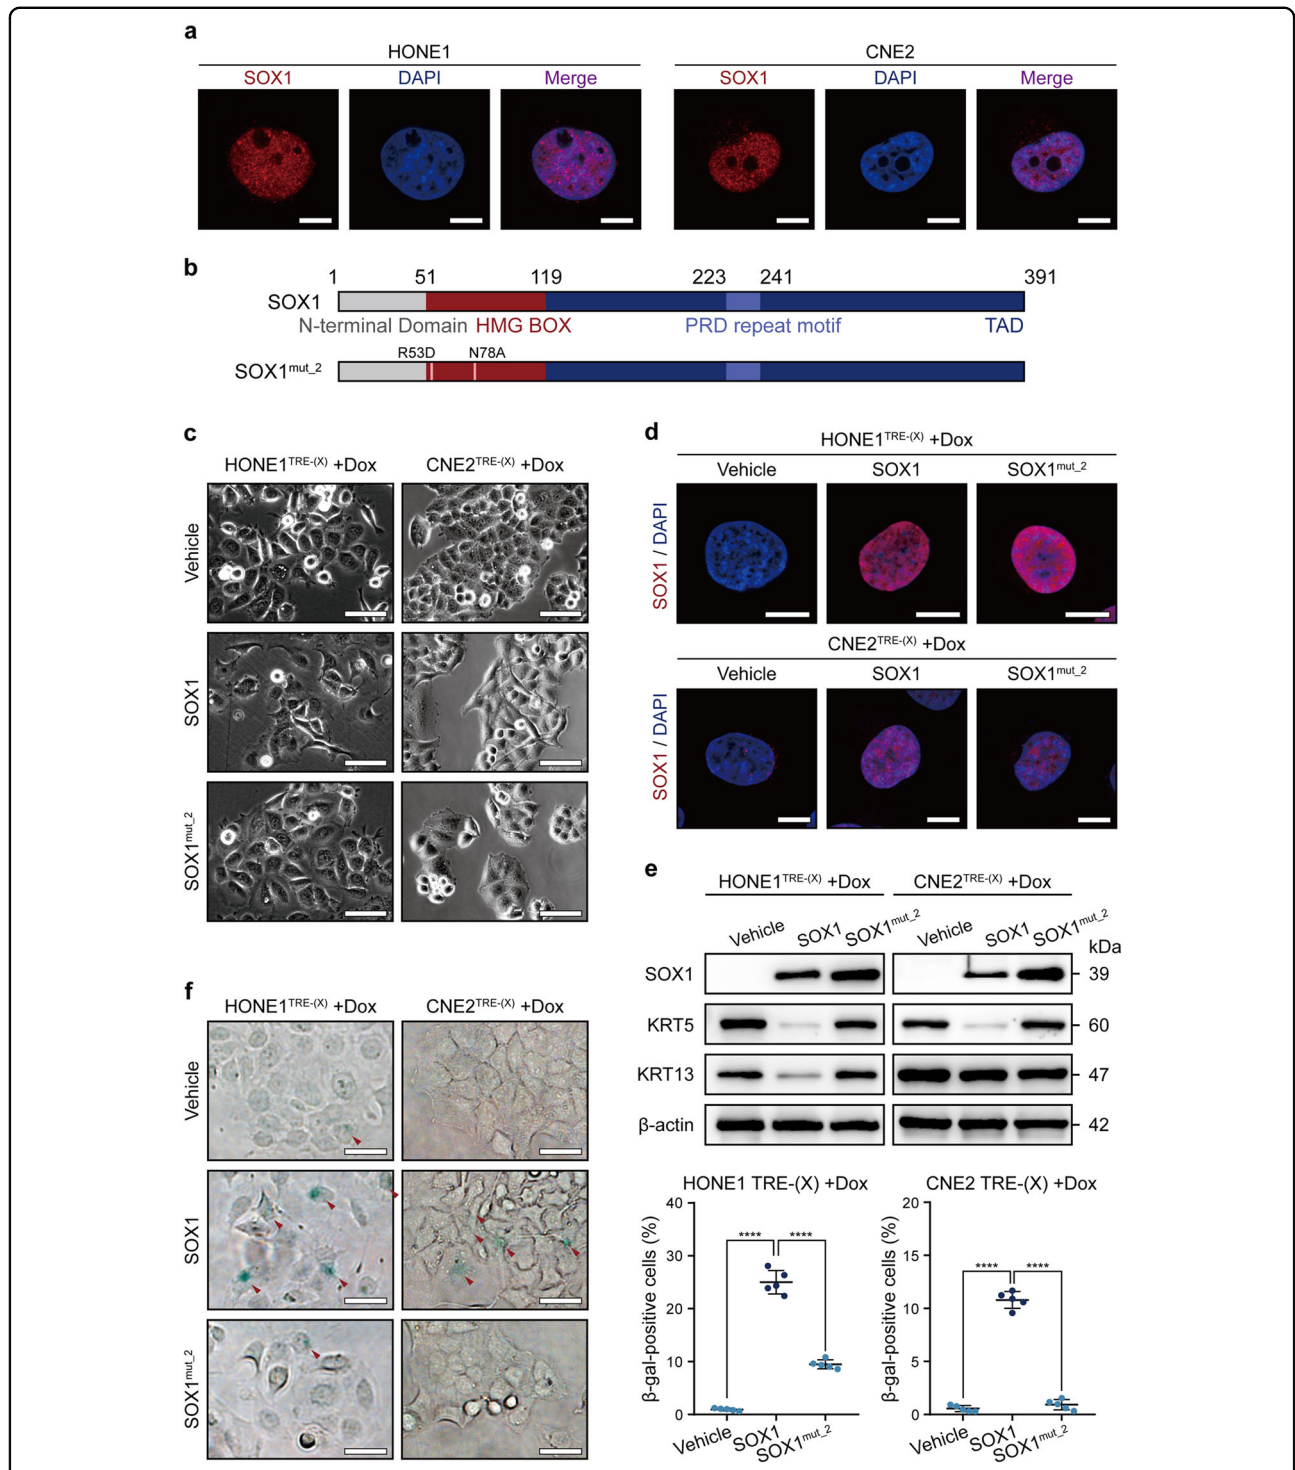 a
HONE1
CNE2
SOX1 DAPI Merge SOX1 DAPI Merge
b
1 51 119 223 241 391
SOX1
N-terminal Domain HMG BOX PRD repeat motif TAD
R53D N78A
SOX1mut_2
c
HONE1TRE-(X) +Dox CNE2TRE-(X) +Dox
Vehicle
SOX1
SOX1mut_2
d
HONE1TRE-(X) +Dox
Vehicle SOX1 SOX1mut_2
SOX1 / DAPI
CNE2TRE-(X) +Dox
Vehicle SOX1 SOX1mut_2
SOX1 / DAPI
e
HONE1TRE-(X) +Dox CNE2TRE-(X) +Dox
Vehicle SOX1 SOX1mut_2 Vehicle SOX1 SOX1mut_2
kDa
SOX1 39
KRT5 60
KRT13 47
β-actin 42
f
HONE1TRE-(X) +Dox CNE2TRE-(X) +Dox
Vehicle
SOX1
SOX1mut_2
HONE1 TRE-(X) +Dox
β-gal-positive cells (%)
40
30
20
10
0
**** ****
Vehicle SOX1 SOX1mut_2
CNE2 TRE-(X) +Dox
β-gal-positive cells (%)
20
15
10
5
0
**** ****
Vehicle SOX1 SOX1mut_2